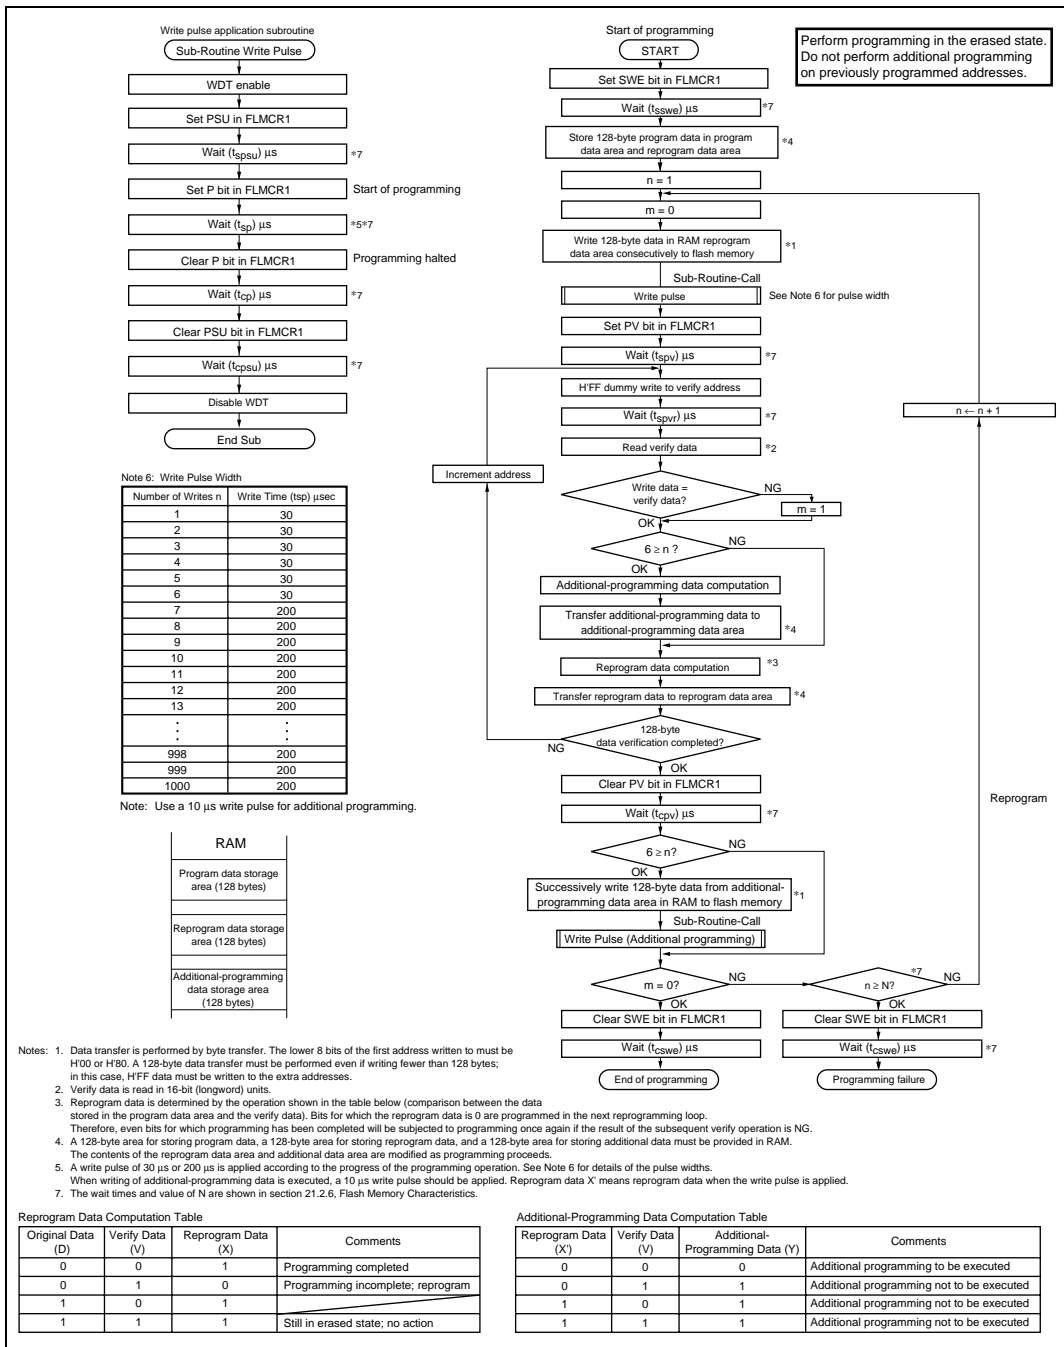 Write pulse application subroutine
Sub-Routine Write Pulse
WDT enable
Set PSU in FLMCR1
Wait (tspsu) μs
*7
Set P bit in FLMCR1
Start of programming
Wait (tsp) μs
*5*7
Clear P bit in FLMCR1
Programming halted
Wait (tcp) μs
*7
Clear PSU bit in FLMCR1
Wait (tcpsu) μs
*7
Disable WDT
End Sub
Note 6: Write Pulse Width
Number of Writes n Write Time (tsp) μsec
1 30
2 30
3 30
4 30
5 30
6 30
7 200
8 200
9 200
10 200
11 200
12 200
13 200
998 200
999 200
1000 200
Note: Use a 10 μs write pulse for additional programming.
RAM
Program data storage
area (128 bytes)
Reprogram data storage
area (128 bytes)
Additional-programming
data storage area
(128 bytes)
Start of programming
START
Perform programming in the erased state.
Do not perform additional programming
on previously programmed addresses.
Set SWE bit in FLMCR1
Wait (tsswe) μs
*7
Store 128-byte program data in program
data area and reprogram data area
*4
n = 1
m = 0
Write 128-byte data in RAM reprogram
data area consecutively to flash memory
*1
Sub-Routine-Call
Write pulse
See Note 6 for pulse width
Set PV bit in FLMCR1
Wait (tspv) μs
*7
H'FF dummy write to verify address
Wait (tspvr) μs
*7
Read verify data
*2
n ← n + 1
Increment address
Write data =
verify data?
NG
m = 1
OK
6 ≥ n ?
NG
OK
Additional-programming data computation
Transfer additional-programming data to
additional-programming data area
*4
Reprogram data computation
*3
Transfer reprogram data to reprogram data area
*4
128-byte
data verification completed?
NG
OK
Clear PV bit in FLMCR1
Reprogram
Wait (tcpv) μs
*7
6 ≥ n?
NG
OK
Successively write 128-byte data from additional-
programming data area in RAM to flash memory
*1
Sub-Routine-Call
Write Pulse (Additional programming)
m = 0?
NG
OK
n ≥ N?
*7
NG
OK
Clear SWE bit in FLMCR1
Clear SWE bit in FLMCR1
Wait (tcswe) μs
Wait (tcswe) μs
*7
End of programming
Programming failure
Notes: 1. Data transfer is performed by byte transfer. The lower 8 bits of the first address written to must be
H'00 or H'80. A 128-byte data transfer must be performed even if writing fewer than 128 bytes;
in this case, H'FF data must be written to the extra addresses.
2. Verify data is read in 16-bit (longword) units.
3. Reprogram data is determined by the operation shown in the table below (comparison between the data
stored in the program data area and the verify data). Bits for which the reprogram data is 0 are programmed in the next reprogramming loop.
Therefore, even bits for which programming has been completed will be subjected to programming once again if the result of the subsequent verify operation is NG.
4. A 128-byte area for storing program data, a 128-byte area for storing reprogram data, and a 128-byte area for storing additional data must be provided in RAM.
The contents of the reprogram data area and additional data area are modified as programming proceeds.
5. A write pulse of 30 μs or 200 μs is applied according to the progress of the programming operation. See Note 6 for details of the pulse widths.
When writing of additional-programming data is executed, a 10 μs write pulse should be applied. Reprogram data X' means reprogram data when the write pulse is applied.
7. The wait times and value of N are shown in section 21.2.6, Flash Memory Characteristics.
Reprogram Data Computation Table
Original Data (D) Verify Data (V) Reprogram Data (X) Comments
0 0 1 Programming completed
0 1 0 Programming incomplete; reprogram
1 0 1
1 1 1 Still in erased state; no action
Additional-Programming Data Computation Table
Reprogram Data (X') Verify Data (V) Additional-Programming Data (Y) Comments
0 0 0 Additional programming to be executed
0 1 1 Additional programming not to be executed
1 0 1 Additional programming not to be executed
1 1 1 Additional programming not to be executed